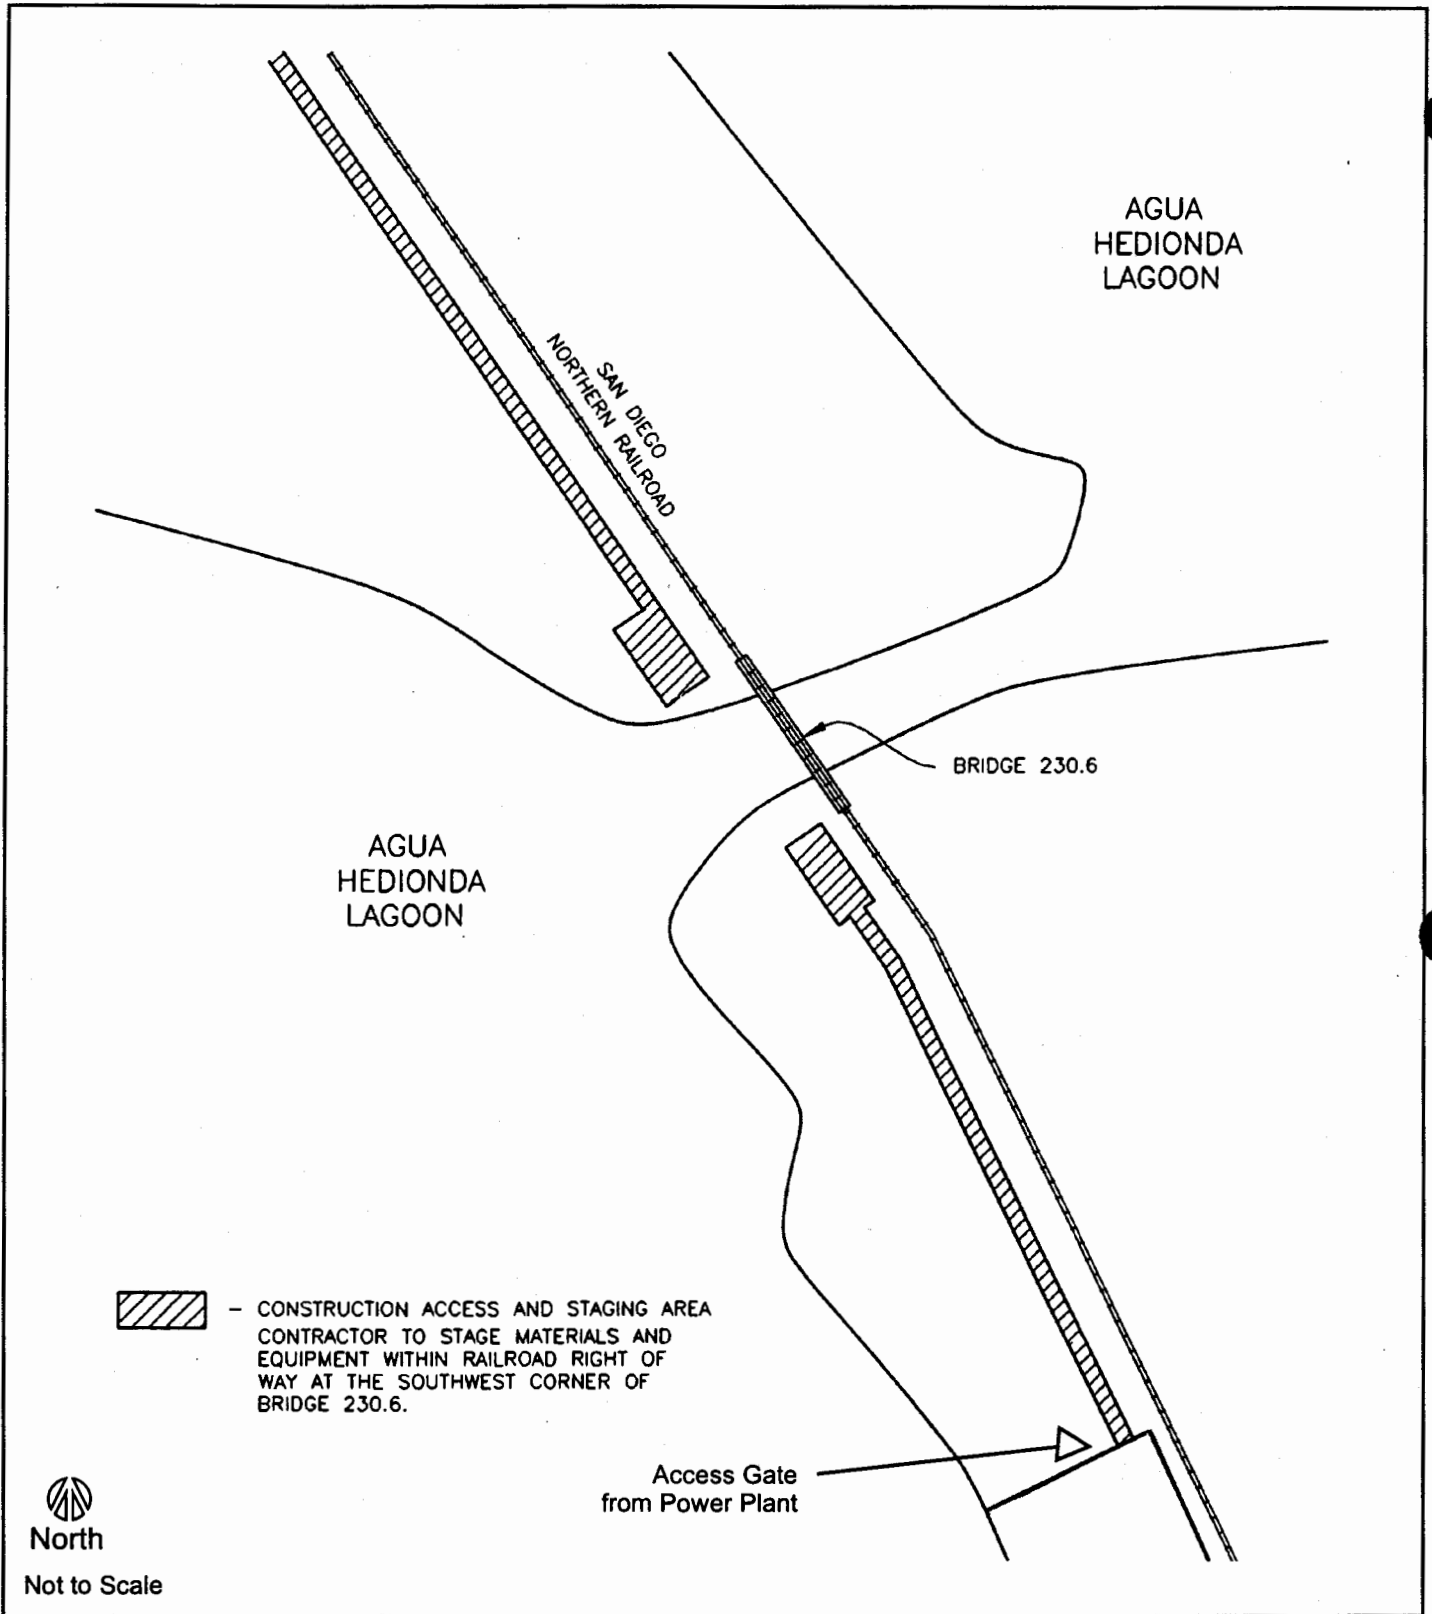 AGUA
HEDIONDA
LAGOON
SAN DIEGO
NORTHERN RAILROAD
BRIDGE 230.6
AGUA
HEDIONDA
LAGOON
- CONSTRUCTION ACCESS AND STAGING AREA
CONTRACTOR TO STAGE MATERIALS AND
EQUIPMENT WITHIN RAILROAD RIGHT OF
WAY AT THE SOUTHWEST CORNER OF
BRIDGE 230.6.
Access Gate
from Power Plant
North
Not to Scale